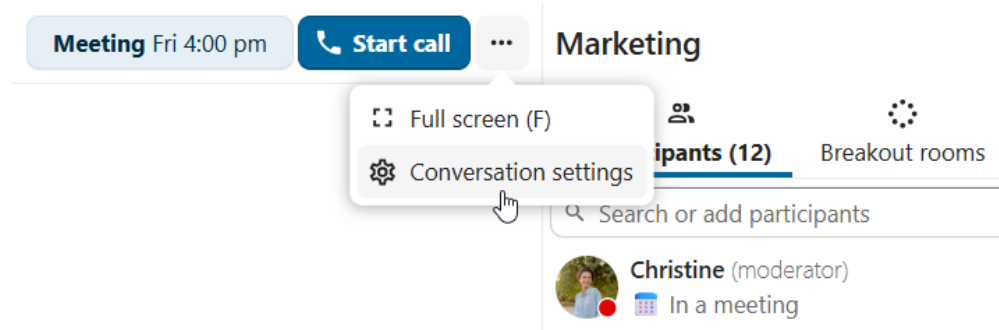 Meeting Fri 4:00 pm
Start call
Marketing
Full screen (F)
Conversation settings
ipants (12)
Breakout rooms
Search or add participants
Christine (moderator)
In a meeting